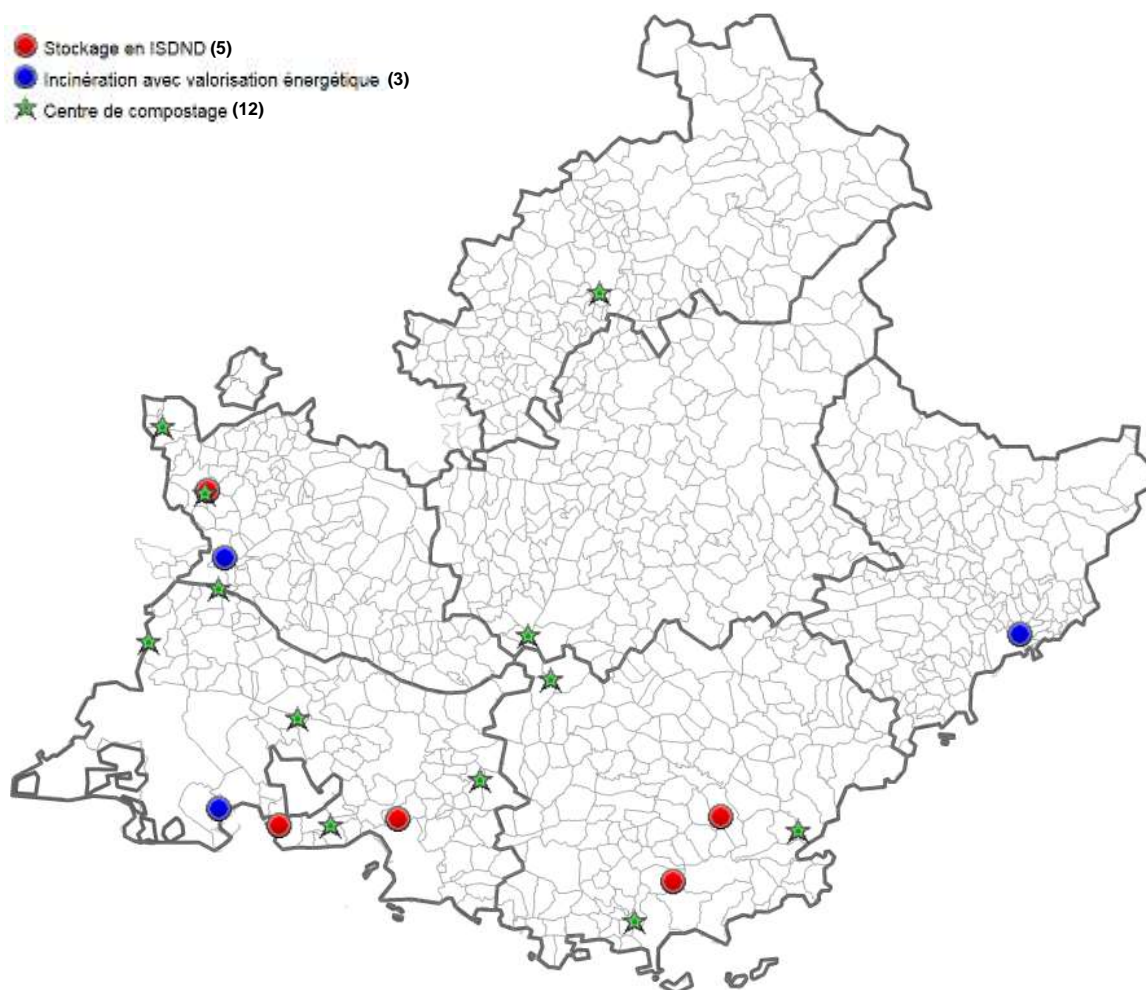 Stockage en ISDND (5)
Incinération avec valorisation énergétique (3)
Centre de compostage (12)